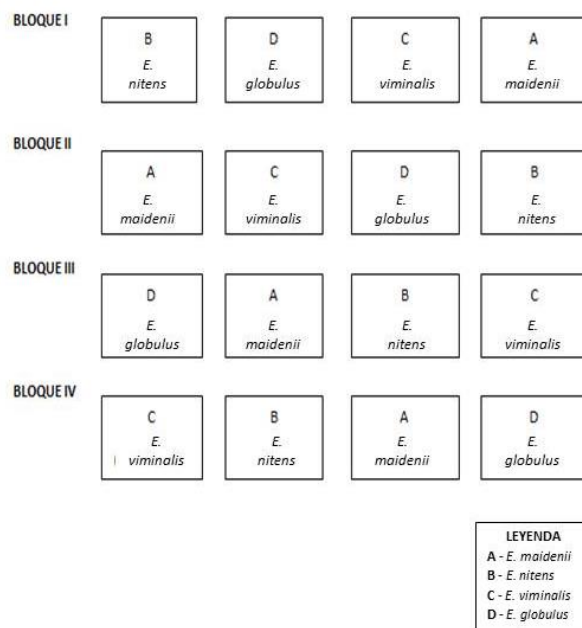 BLOQUE I
B
E.
nitens
D
E.
globulus
C
E.
viminalis
A
E.
maidenii
BLOQUE II
A
E.
maidenii
C
E.
viminalis
D
E.
globulus
B
E.
nitens
BLOQUE III
D
E.
globulus
A
E.
maidenii
B
E.
nitens
C
E.
viminalis
BLOQUE IV
C
E.
viminalis
B
E.
nitens
A
E.
maidenii
D
E.
globulus
LEYENDA
A - E. maidenii
B - E. nitens
C - E. viminalis
D - E. globulus